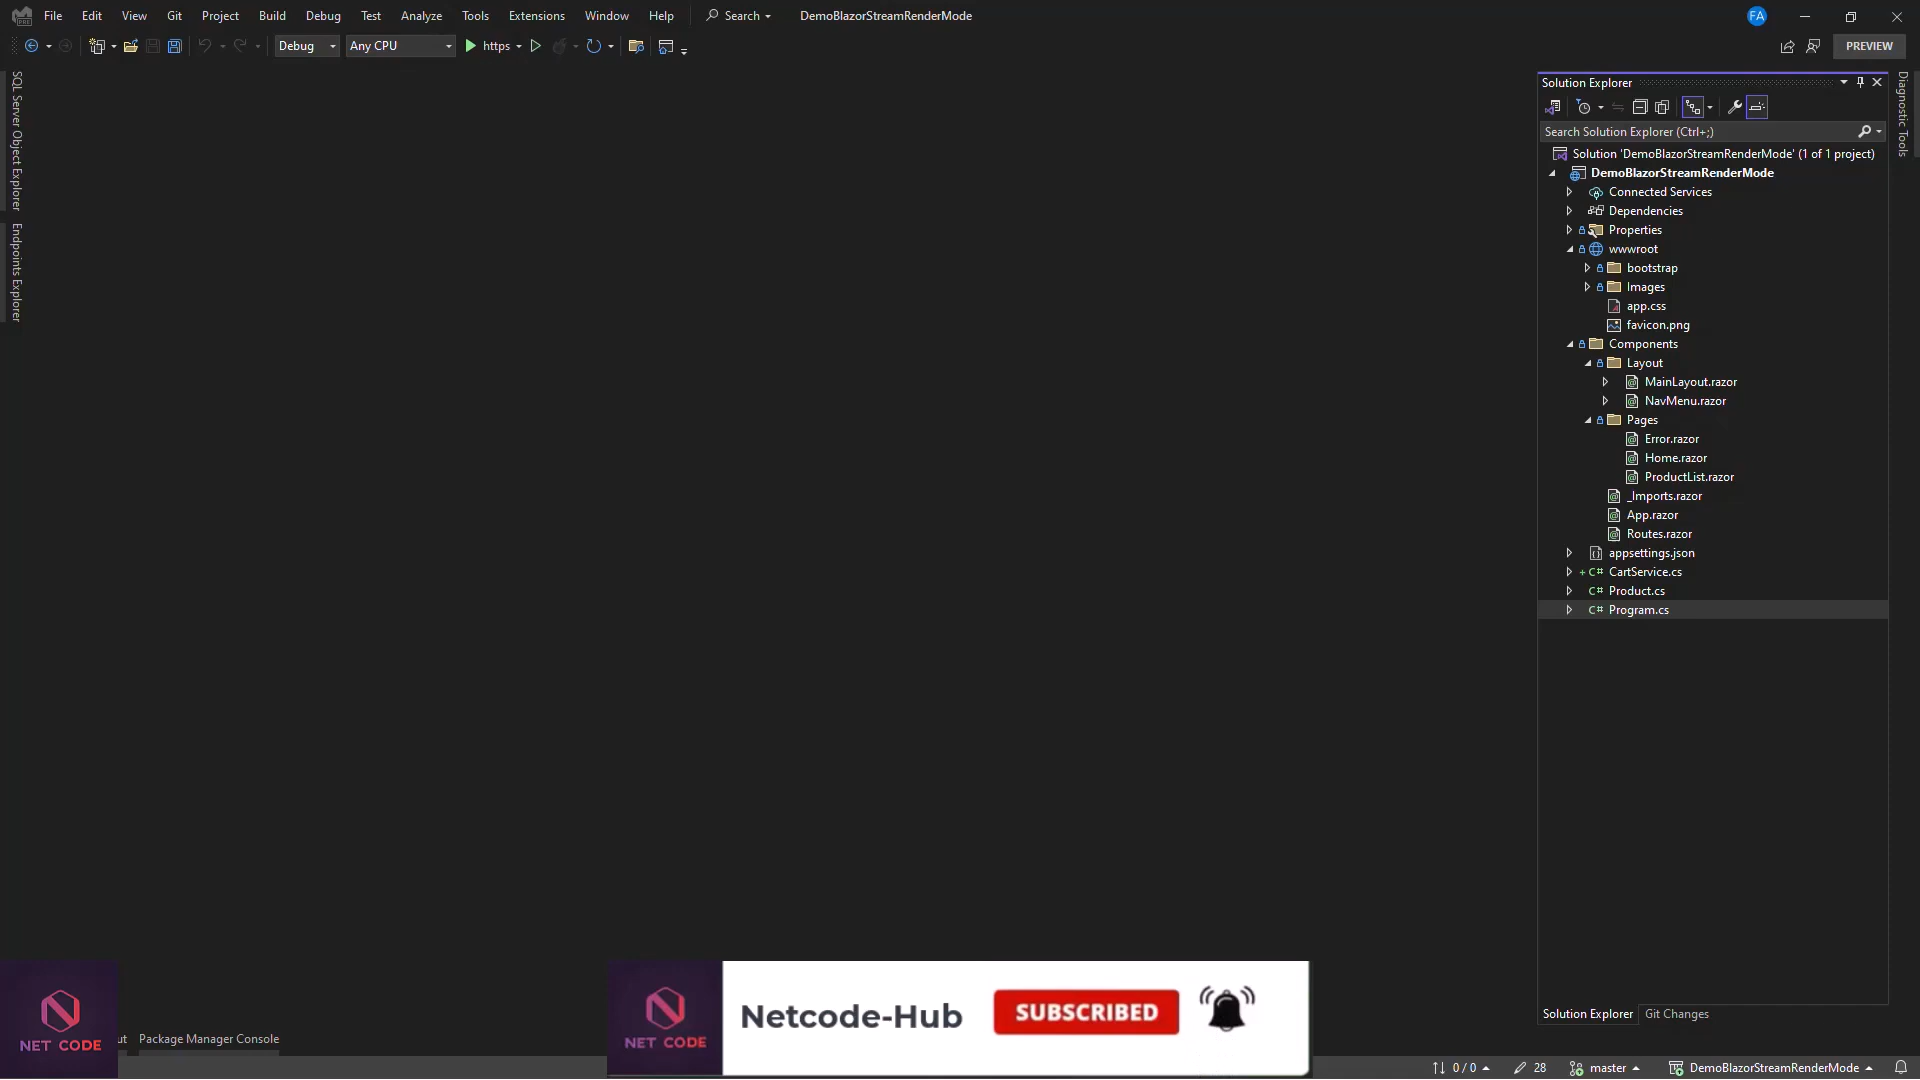 File Edit View Git Project Build Debug Test Analyze Tools Extensions Window Help Search DemoBlazorStreamRenderMode FA
Debug Any CPU https PREVIEW
SQL Server Object Explorer
Endpoints Explorer
Solution Explorer
Search Solution Explorer (Ctrl+;)
Solution 'DemoBlazorStreamRenderMode' (1 of 1 project)
DemoBlazorStreamRenderMode
Connected Services
Dependencies
Properties
wwwroot
bootstrap
Images
app.css
favicon.png
Components
Layout
MainLayout.razor
NavMenu.razor
Pages
Error.razor
Home.razor
ProductList.razor
_Imports.razor
App.razor
Routes.razor
appsettings.json
C# CartService.cs
C# Product.cs
C# Program.cs
Diagnostic Tools
Solution Explorer Git Changes
NET CODE
ut Package Manager Console
NET CODE
Netcode-Hub SUBSCRIBED
0 / 0 28 master DemoBlazorStreamRenderMode